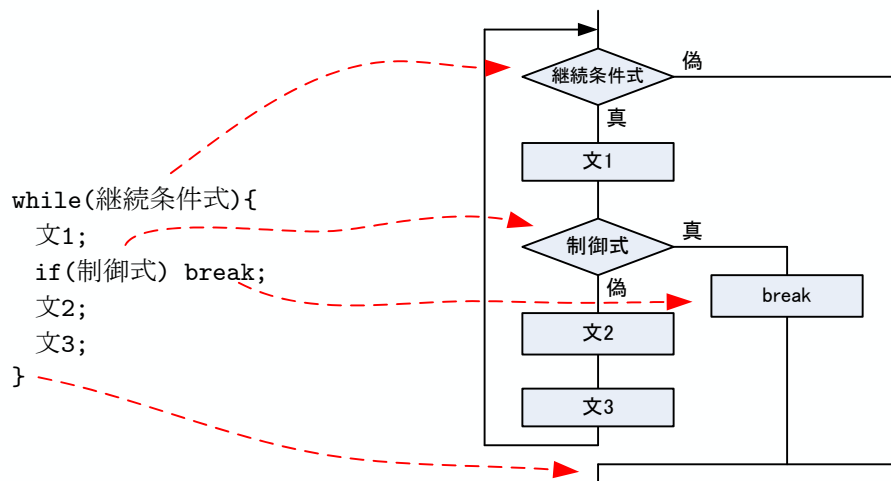 while(継続条件式){
文1;
if(制御式) break;
文2;
文3;
}
継続条件式
偽
真
文1
制御式
真
偽
break
文2
文3